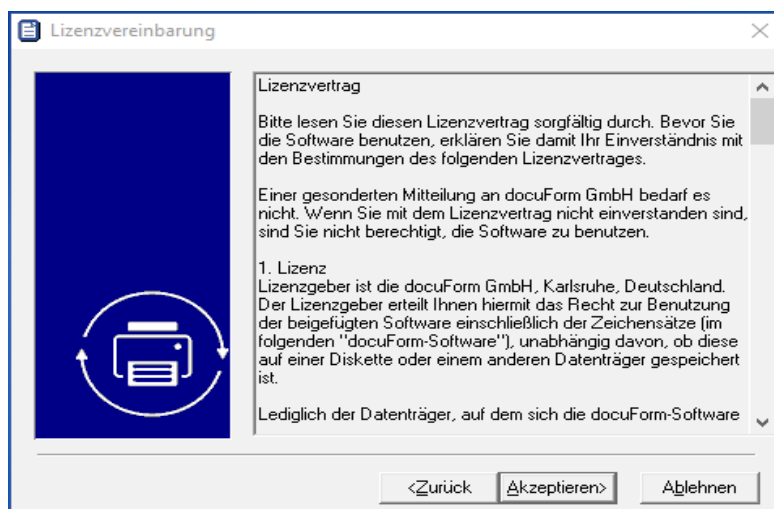 Lizenzvereinbarung
Lizenzvertrag
Bitte lesen Sie diesen Lizenzvertrag sorgfältig durch. Bevor Sie
die Software benutzen, erklären Sie damit Ihr Einverständnis mit
den Bestimmungen des folgenden Lizenzvertrages.
Einer gesonderten Mitteilung an docuForm GmbH bedarf es
nicht. Wenn Sie mit dem Lizenzvertrag nicht einverstanden sind,
sind Sie nicht berechtigt, die Software zu benutzen.
1. Lizenz
Lizenzgeber ist die docuForm GmbH, Karlsruhe, Deutschland.
Der Lizenzgeber erteilt Ihnen hiermit das Recht zur Benutzung
der beigefügten Software einschließlich der Zeichensätze (im
folgenden "docuForm-Software"), unabhängig davon, ob diese
auf einer Diskette oder einem anderen Datenträger gespeichert
ist.
Lediglich der Datenträger, auf dem sich die docuForm-Software
<Zurück
Akzeptieren>
Ablehnen